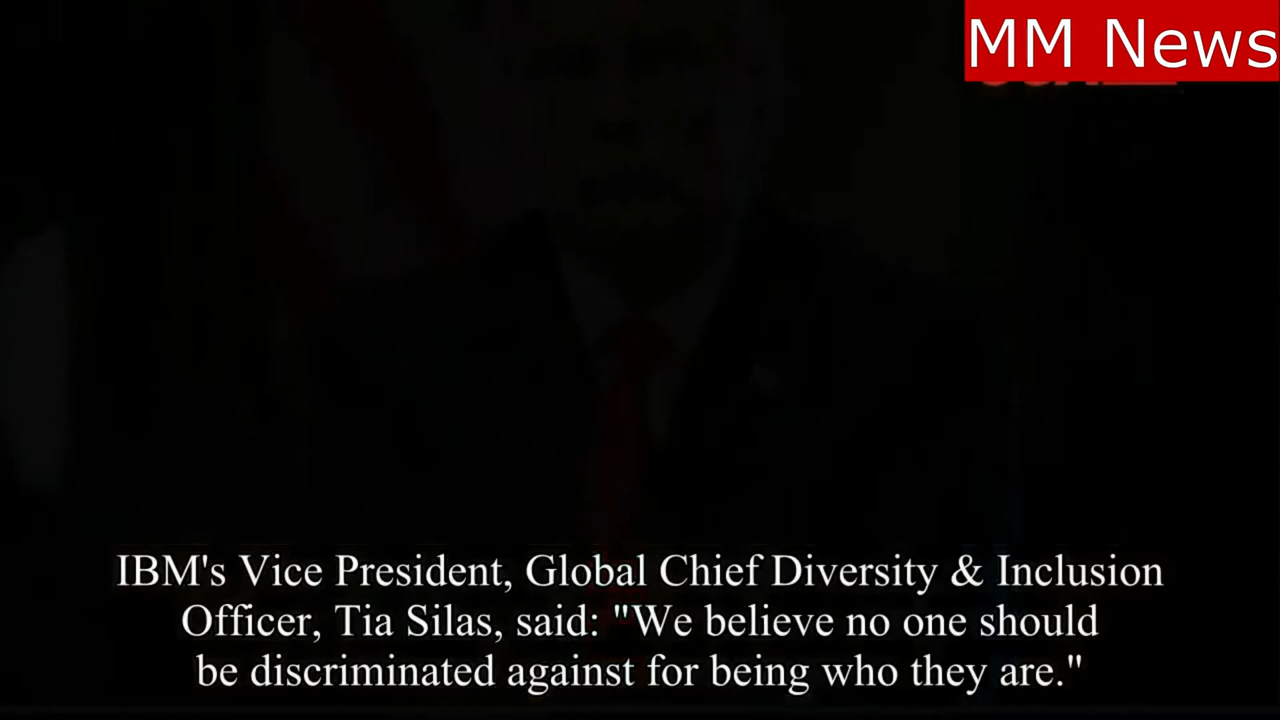 MM News
IBM's Vice President, Global Chief Diversity & Inclusion
Officer, Tia Silas, said: "We believe no one should
be discriminated against for being who they are."